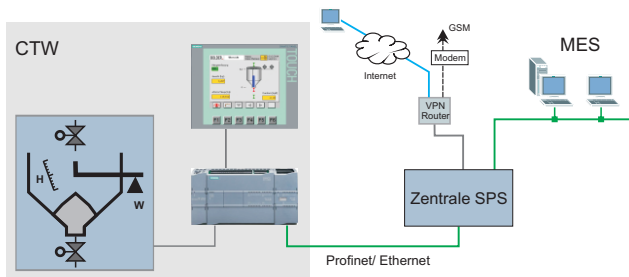 CTW
GSM
MES
Modem
Internet
VPN
Router
H
W
Zentrale SPS
Profinet/ Ethernet